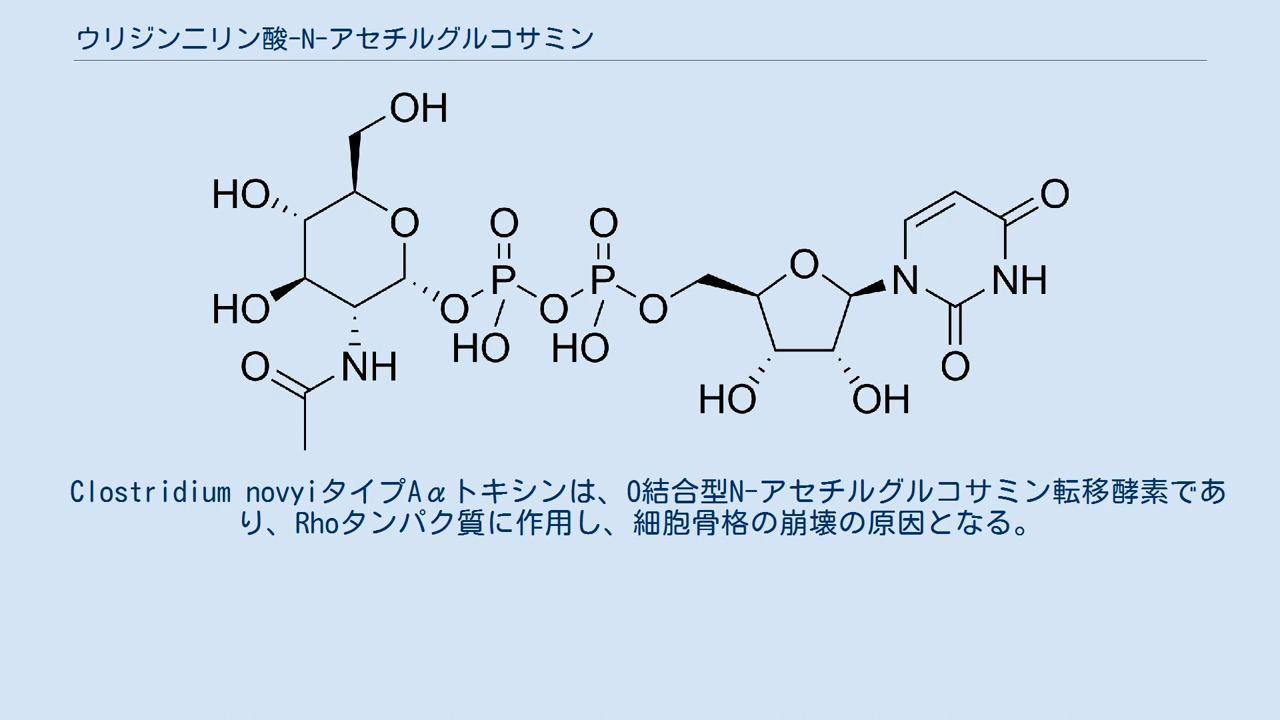 ウリジン二リン酸-N-アセチルグルコサミン
OH
HO
O
O
O
O
HO
O
P
O
P
O
O
N
NH
HO
HO
O
O
NH
HO
OH
Clostridium novyiタイプAαトキシンは、O結合型N-アセチルグルコサミン転移酵素であ
り、Rhoタンパク質に作用し、細胞骨格の崩壊の原因となる。